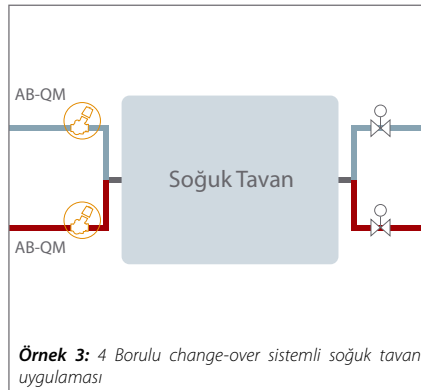 AB-QM
Soğuk Tavan
AB-QM
Örnek 3: 4 Borulu change-over sistemli soğuk tavan
uygulaması